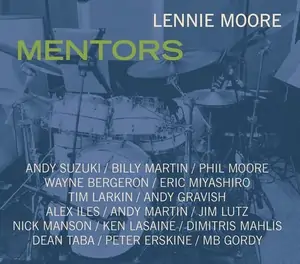 LENNIE MOORE
MENTORS
ANDY SUZUKI / BILLY MARTIN / PHIL MOORE
WAYNE BERGERON / ERIC MIYASHIRO
TIM LARKIN / ANDY GRAVISH
ALEX ILES / ANDY MARTIN / JIM LUTZ
NICK MANSON / KEN LASAINE / DIMITRIS MAHLIS
DEAN TABA / PETER ERSKINE / MB GORDY